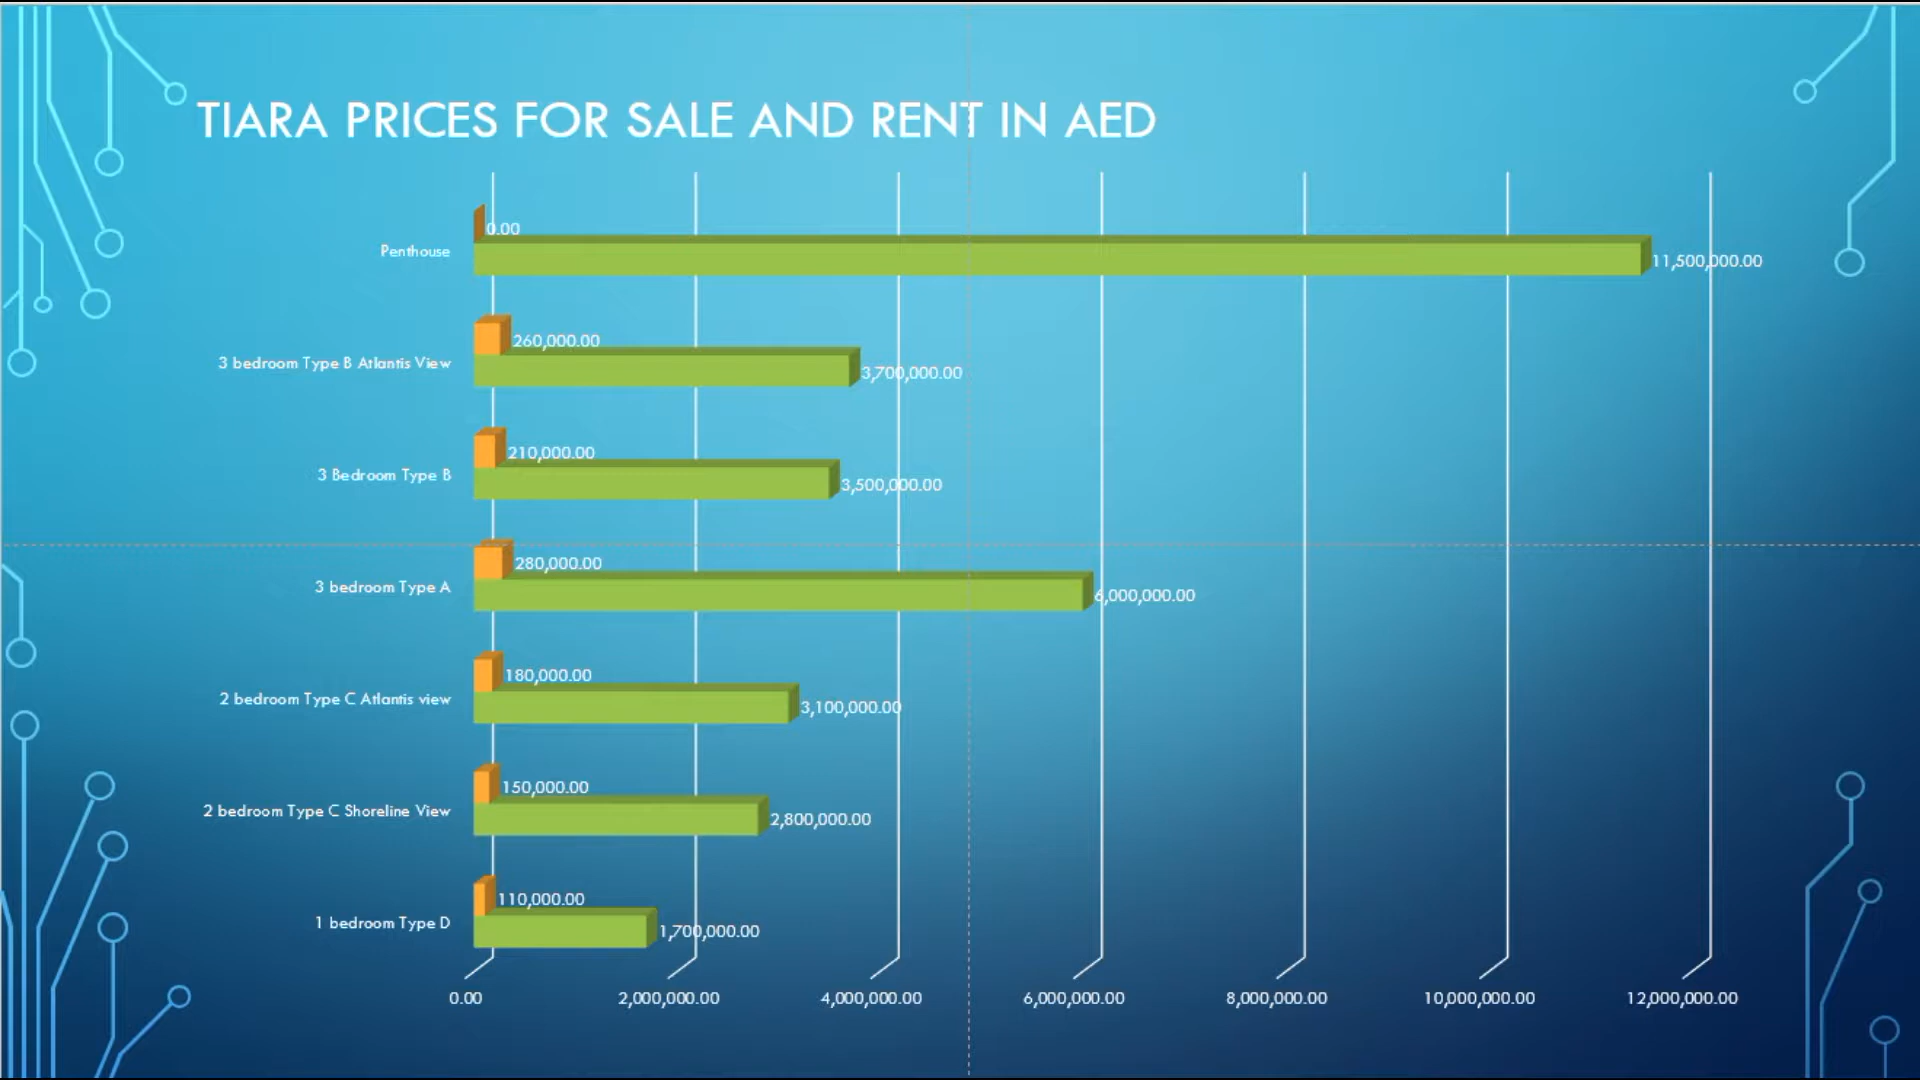 TIARA PRICES FOR SALE AND RENT IN AED
0.00
Penthouse
11,500,000.00
260,000.00
3 bedroom Type B Atlantis View
3,700,000.00
210,000.00
3 Bedroom Type B
3,500,000.00
280,000.00
3 bedroom Type A
6,000,000.00
180,000.00
2 bedroom Type C Atlantis view
3,100,000.00
150,000.00
2 bedroom Type C Shoreline View
2,800,000.00
110,000.00
1 bedroom Type D
1,700,000.00
0.00 2,000,000.00 4,000,000.00 6,000,000.00 8,000,000.00 10,000,000.00 12,000,000.00